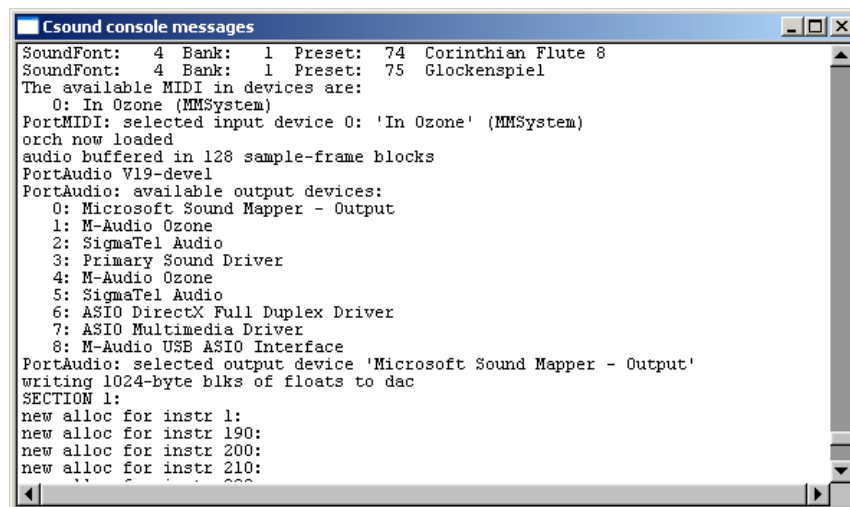 Csound console messages
SoundFont:   4  Bank:   1  Preset:  74  Corinthian Flute 8
SoundFont:   4  Bank:   1  Preset:  75  Glockenspiel
The available MIDI in devices are:
   0: In Ozone (MMSystem)
PortMIDI: selected input device 0: 'In Ozone' (MMSystem)
orch now loaded
audio buffered in 128 sample-frame blocks
PortAudio V19-devel
PortAudio: available output devices:
   0: Microsoft Sound Mapper - Output
   1: M-Audio Ozone
   2: SigmaTel Audio
   3: Primary Sound Driver
   4: M-Audio Ozone
   5: SigmaTel Audio
   6: ASIO DirectX Full Duplex Driver
   7: ASIO Multimedia Driver
   8: M-Audio USB ASIO Interface
PortAudio: selected output device 'Microsoft Sound Mapper - Output'
writing 1024-byte blks of floats to dac
SECTION 1:
new alloc for instr 1:
new alloc for instr 190:
new alloc for instr 200:
new alloc for instr 210: